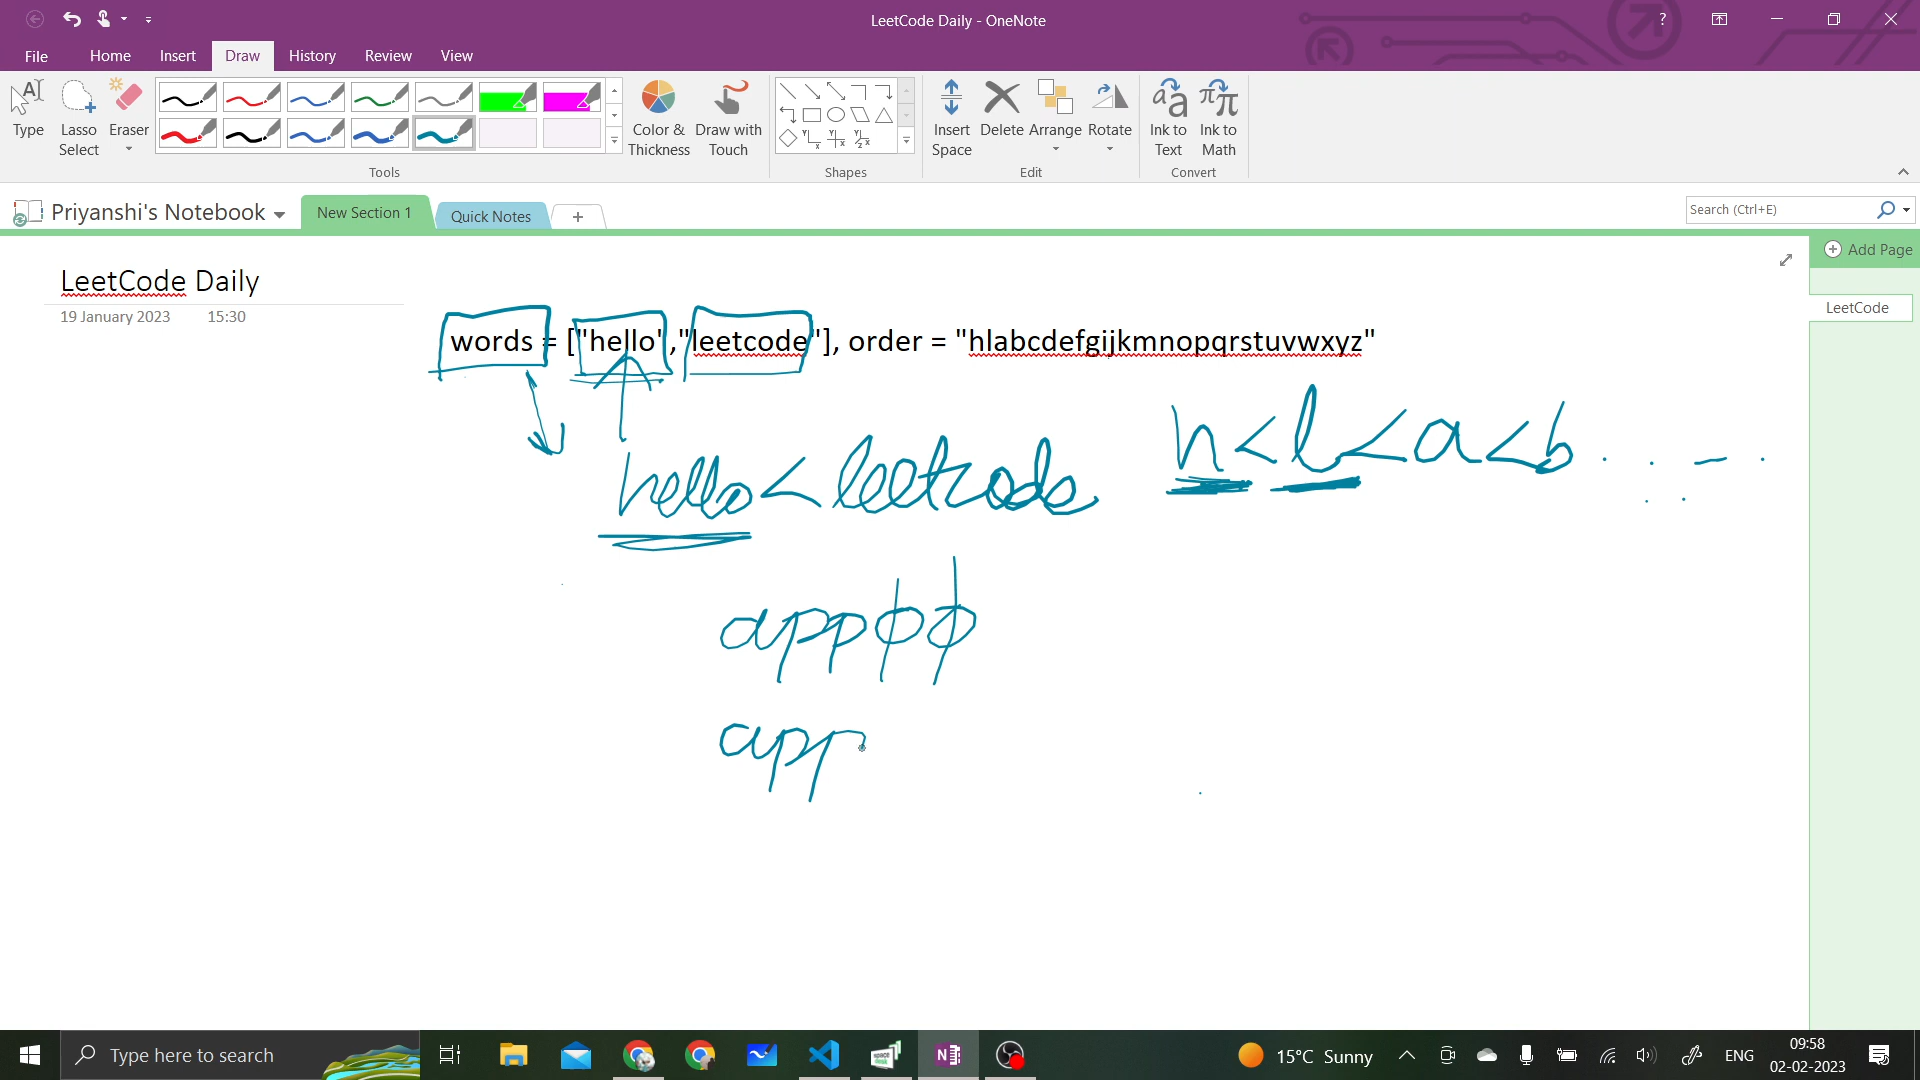 LeetCode Daily - OneNote
?
File Home Insert Draw History Review View
Type
Lasso Select
Eraser
Color & Thickness
Draw with Touch
Insert Space
Delete
Arrange
Rotate
Ink to Text
Ink to Math
Tools
Shapes
Edit
Convert
Priyanshi's Notebook
New Section 1
Quick Notes
+
Search (Ctrl+E)
Add Page
LeetCode
LeetCode Daily
19 January 2023 15:30
words = ["hello","leetcode"], order = "hlabcdefgijkmnopqrstuvwxyz"
h<l<a<b
hello < leetcode
appϕϕ
app
Type here to search
15°C Sunny
ENG
09:58
02-02-2023